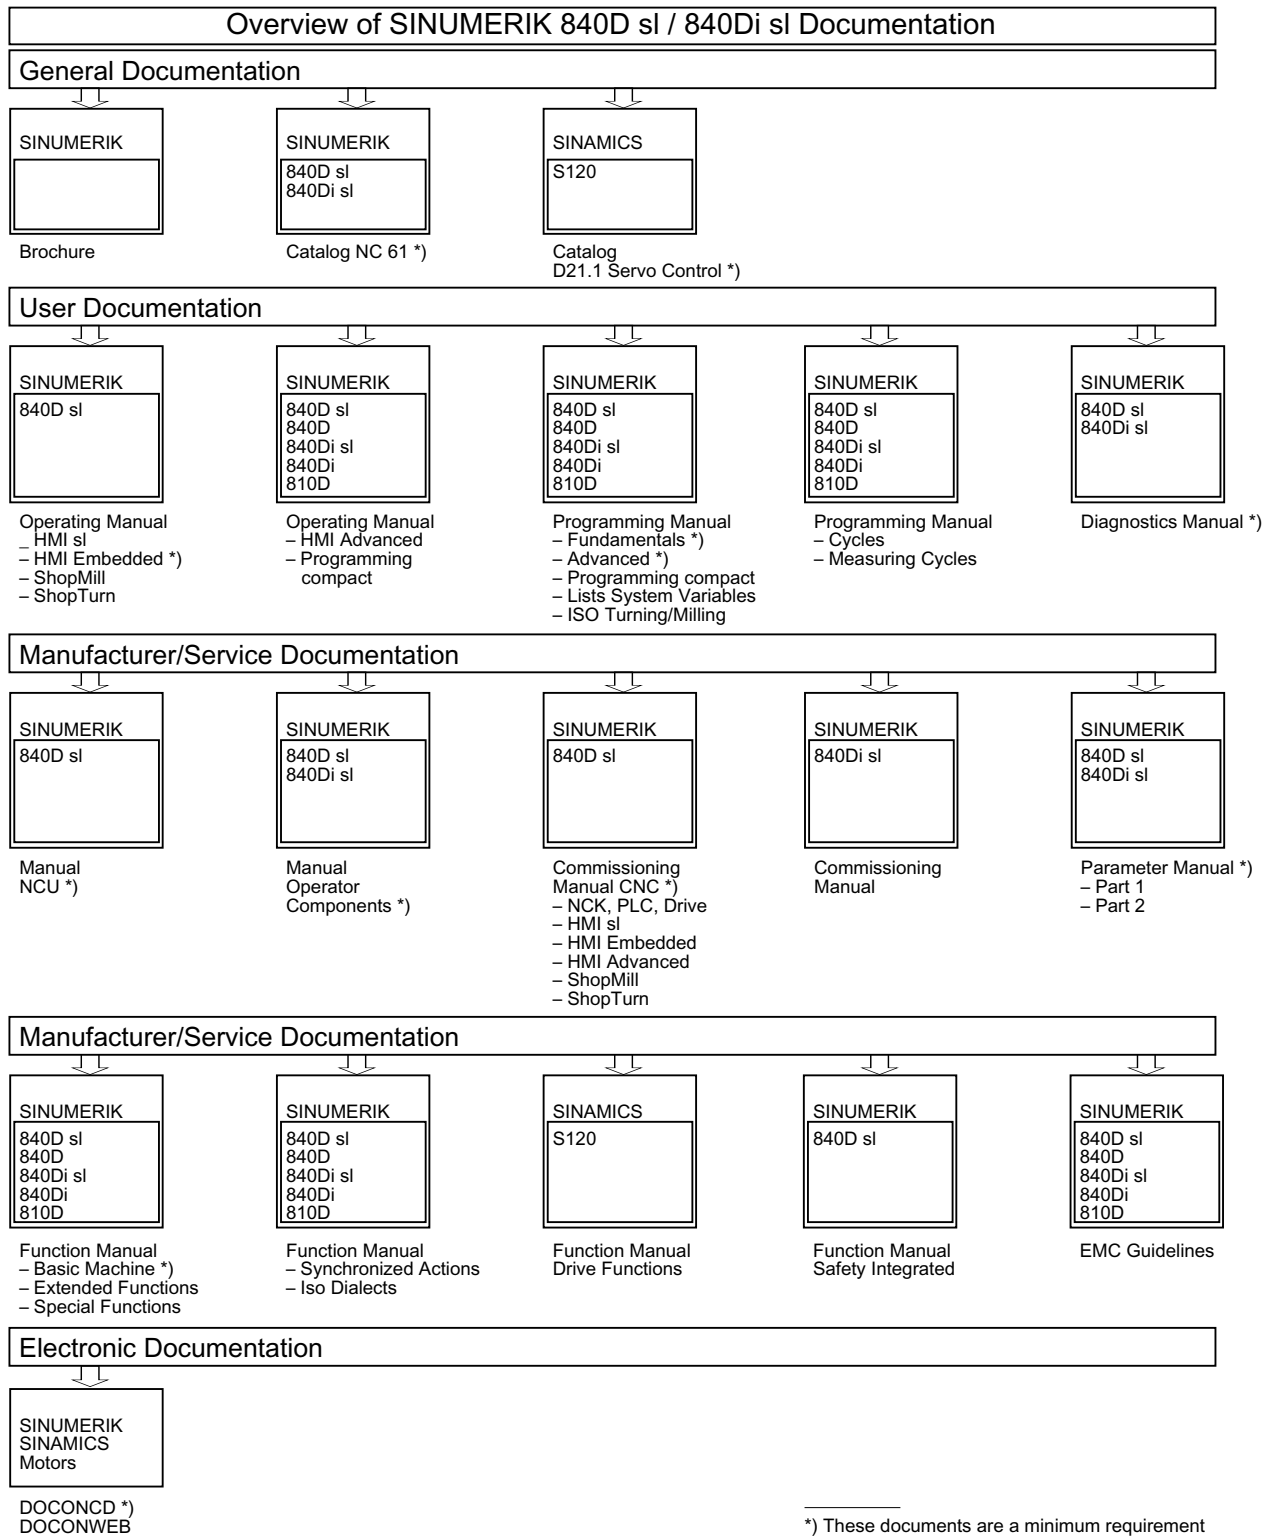 Overview of SINUMERIK 840D sl / 840Di sl Documentation
General Documentation
SINUMERIK
Brochure
SINUMERIK
840D sl
840Di sl
Catalog NC 61 *)
SINAMICS
S120
Catalog
D21.1 Servo Control *)
User Documentation
SINUMERIK
840D sl
Operating Manual
_ HMI sl
– HMI Embedded *)
– ShopMill
– ShopTurn
SINUMERIK
840D sl
840D
840Di sl
840Di
810D
Operating Manual
– HMI Advanced
– Programming
compact
SINUMERIK
840D sl
840D
840Di sl
840Di
810D
Programming Manual
– Fundamentals *)
– Advanced *)
– Programming compact
– Lists System Variables
– ISO Turning/Milling
SINUMERIK
840D sl
840D
840Di sl
840Di
810D
Programming Manual
– Cycles
– Measuring Cycles
SINUMERIK
840D sl
840Di sl
Diagnostics Manual *)
Manufacturer/Service Documentation
SINUMERIK
840D sl
Manual
NCU *)
SINUMERIK
840D sl
840Di sl
Manual
Operator
Components *)
SINUMERIK
840D sl
Commissioning
Manual CNC *)
– NCK, PLC, Drive
– HMI sl
– HMI Embedded
– HMI Advanced
– ShopMill
– ShopTurn
SINUMERIK
840Di sl
Commissioning
Manual
SINUMERIK
840D sl
840Di sl
Parameter Manual *)
– Part 1
– Part 2
Manufacturer/Service Documentation
SINUMERIK
840D sl
840D
840Di sl
840Di
810D
Function Manual
– Basic Machine *)
– Extended Functions
– Special Functions
SINUMERIK
840D sl
840D
840Di sl
840Di
810D
Function Manual
– Synchronized Actions
– Iso Dialects
SINAMICS
S120
Function Manual
Drive Functions
SINUMERIK
840D sl
Function Manual
Safety Integrated
SINUMERIK
840D sl
840D
840Di sl
840Di
810D
EMC Guidelines
Electronic Documentation
SINUMERIK
SINAMICS
Motors
DOCONCD *)
DOCONWEB
*) These documents are a minimum requirement